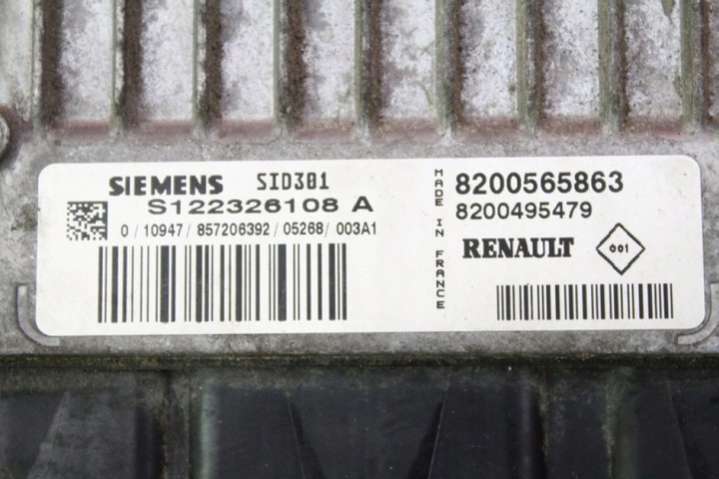 SIEMENS SID301
S122326108 A
0 / 10947 / 857206392 / 05268 / 003A1
MADE IN FRANCE
8200565863
8200495479
RENAULT 001